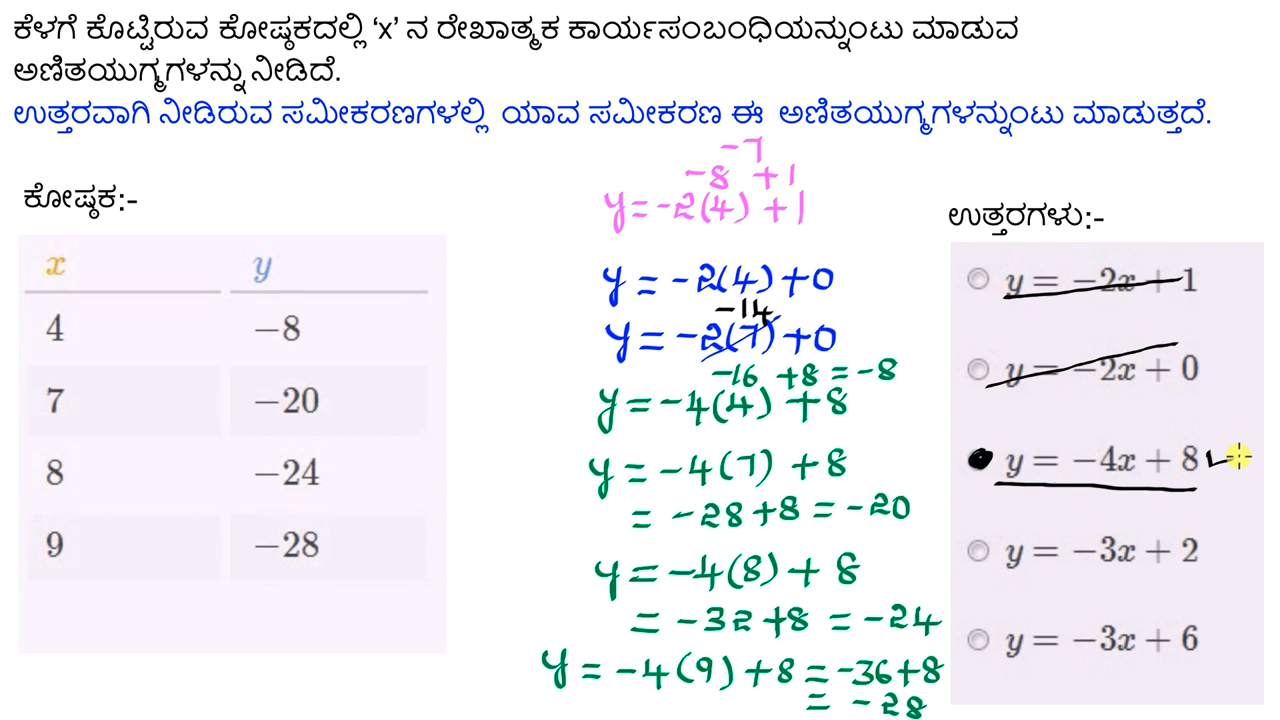 ಕೆಳಗೆ ಕೊಟ್ಟಿರುವ ಕೋಷ್ಠಕದಲ್ಲಿ 'x' ನ ರೇಖಾತ್ಮಕ ಕಾರ್ಯಸಂಬಂಧಿಯನ್ನುಂಟು ಮಾಡುವ
ಅಣಿತಯುಗ್ಮಗಳನ್ನು ನೀಡಿದೆ.
ಉತ್ತರವಾಗಿ ನೀಡಿರುವ ಸಮೀಕರಣಗಳಲ್ಲಿ ಯಾವ ಸಮೀಕರಣ ಈ ಅಣಿತಯುಗ್ಮಗಳನ್ನುಂಟು ಮಾಡುತ್ತದೆ.
ಕೋಷ್ಠಕ:-
x y
4 −8
7 −20
8 −24
9 −28
-7
-8 +1
y = -2(4) +1
y = -2(4) +0
-14
y = -2(7) +0
-16 +8 = -8
y = -4(4) +8
y = -4(7) +8
= -28+8 = -20
y = -4(8) + 8
= -32+8 = -24
y = -4(9) +8 = -36+8
= -28
ಉತ್ತರಗಳು:-
y = −2x + 1
y = −2x + 0
y = −4x + 8
y = −3x + 2
y = −3x + 6